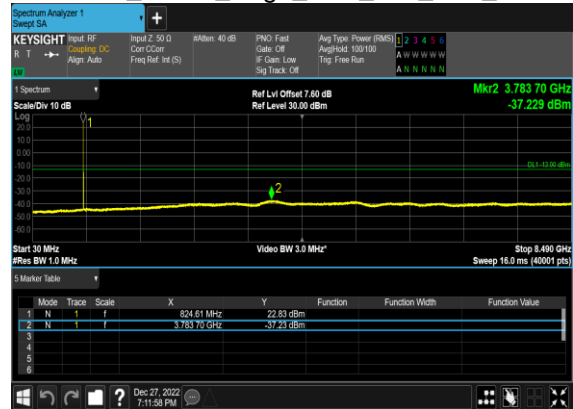 Spectrum Analyzer 1
Swept SA
+
KEYSIGHT Input: RF Input Z: 50 Ω #Atten: 40 dB PNO: Fast Avg Type: Power (RMS) 1 2 3 4 5 6
R T Coupling: DC Corr CCorr Gate: Off Avg|Hold: 100/100 A W W W W W
Align: Auto Freq Ref: Int (S) IF Gain: Low Trig: Free Run
Sig Track: Off A N N N N N
LW
1 Spectrum Ref Lvl Offset 7.60 dB Mkr2 3.783 70 GHz
Scale/Div 10 dB Ref Level 30.00 dBm -37.229 dBm
Log
20.0
10.00
0.00
-10.0
-20.0
-30.0
-40.0
-50.0
-60.0
1
DL1 -13.00 dBm
2
Start 30 MHz Video BW 3.0 MHz* Stop 8.490 GHz
#Res BW 1.0 MHz Sweep 16.0 ms (40001 pts)
5 Marker Table
Mode Trace Scale X Y Function Function Width Function Value
1 N 1 f 824.61 MHz 22.83 dBm
2 N 1 f 3.783 70 GHz -37.23 dBm
3
4
5
6
? Dec 27, 2022
7:11:58 PM